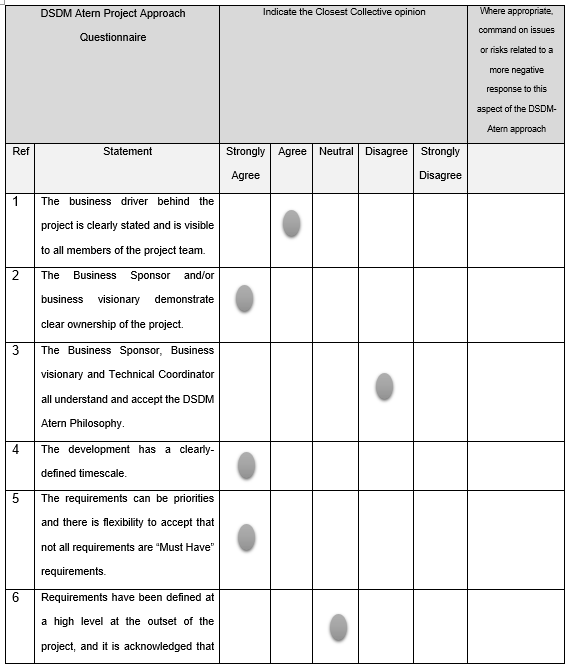 DSDM Atern Project Approach
Questionnaire
Indicate the Closest Collective opinion
Where appropriate,
command on issues
or risks related to a
more negative
response to this
aspect of the DSDM-
Atern approach
Ref
Statement
Strongly
Agree
Agree
Neutral
Disagree
Strongly
Disagree
1
The business driver behind the
project is clearly stated and is visible
to all members of the project team.
2
The Business Sponsor and/or
business visionary demonstrate
clear ownership of the project.
3
The Business Sponsor, Business
visionary and Technical Coordinator
all understand and accept the DSDM
Atern Philosophy.
4
The development has a clearly-
defined timescale.
5
The requirements can be priorities
and there is flexibility to accept that
not all requirements are “Must Have”
requirements.
6
Requirements have been defined at
a high level at the outset of the
project, and it is acknowledged that